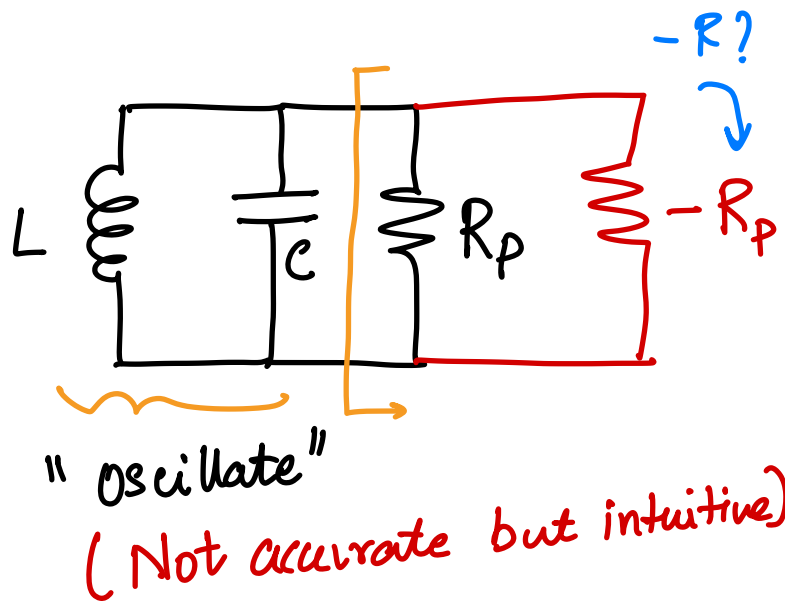 -R?
L
C
Rp
-Rp
"oscillate"
(Not accurate but intuitive)